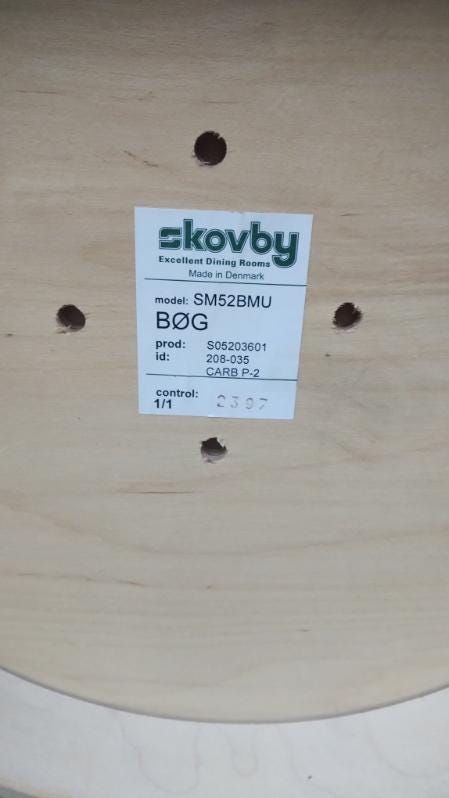 skovby
Excellent Dining Rooms
Made in Denmark
model: SM52BMU
BØG
prod: S05203601
id: 208-035
CARB P-2
control:
1/1 2397